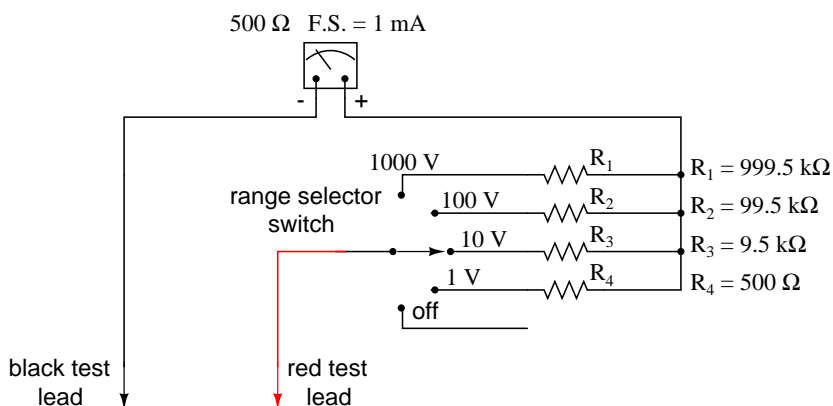 500 Ω F.S. = 1 mA
- +
1000 V R₁ R₁ = 999.5 kΩ
range selector
switch
100 V R₂ R₂ = 99.5 kΩ
10 V R₃ R₃ = 9.5 kΩ
1 V R₄ R₄ = 500 Ω
off
black test
lead
red test
lead